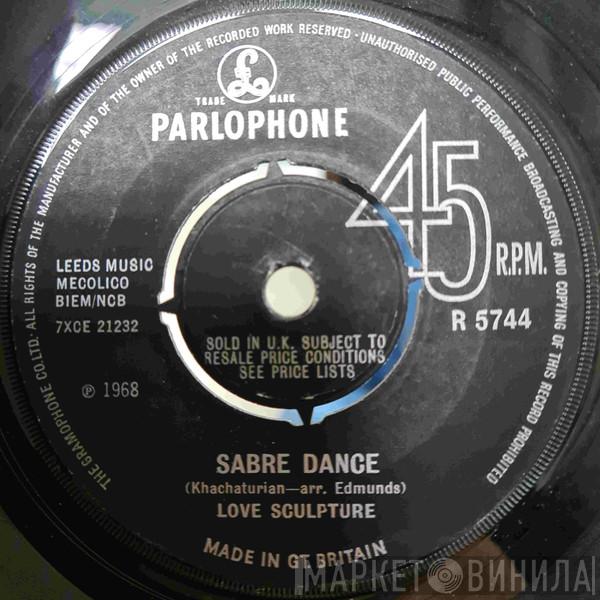 THE GRAMOPHONE CO. LTD. ALL RIGHTS OF THE MANUFACTURER AND OF THE OWNER OF THE RECORDED WORK RESERVED · UNAUTHORISED PUBLIC PERFORMANCE BROADCASTING AND COPYING OF THIS RECORD PROHIBITED
£
TRADE MARK
PARLOPHONE
45
R.P.M.
LEEDS MUSIC
MECOLICO
BIEM/NCB
7XCE 21232
R 5744
SOLD IN U.K. SUBJECT TO
RESALE PRICE CONDITIONS,
SEE PRICE LISTS
℗ 1968
SABRE DANCE
(Khachaturian—arr. Edmunds)
LOVE SCULPTURE
MADE IN GT. BRITAIN
МАРКЕТ ВИНИЛА